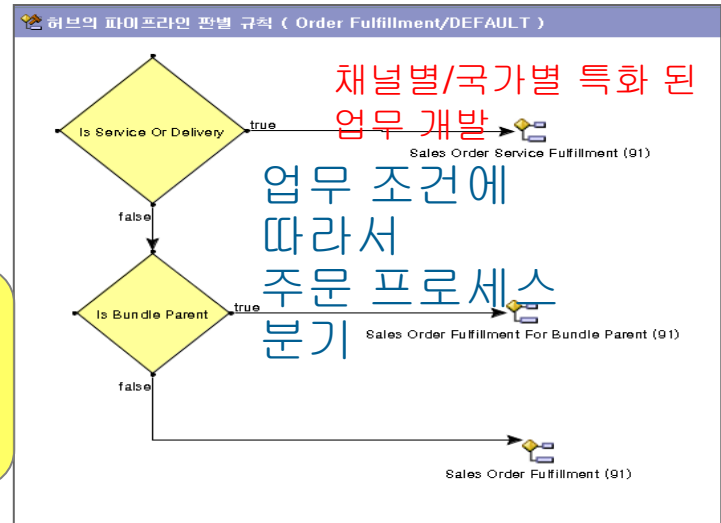 허브의 파이프라인 판별 규칙 ( Order Fulfillment/DEFAULT )
채널별/국가별 특화 된
업무 개발
Is Service Or Delivery
true
Sales Order Service Fulfillment (91)
업무 조건에
따라서
주문 프로세스
분기
false
Is Bundle Parent
true
Sales Order Fulfillment For Bundle Parent (91)
false
Sales Order Fulfillment (91)